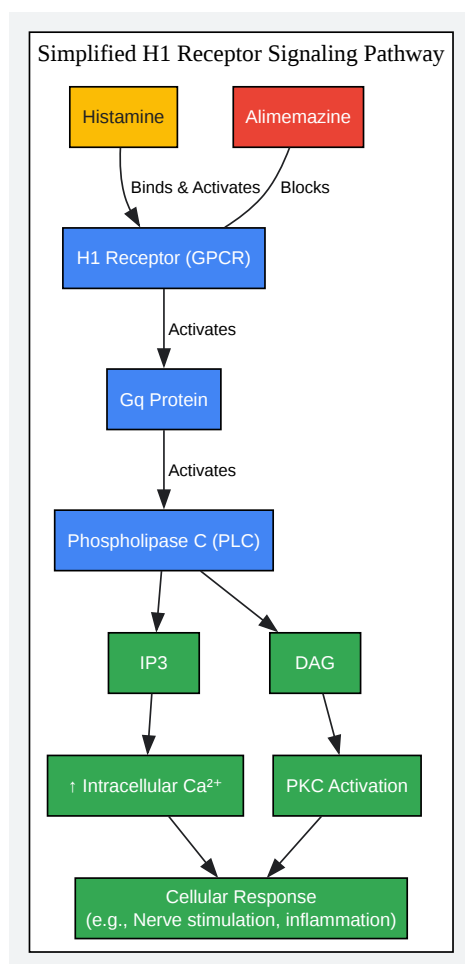 Simplified H1 Receptor Signaling Pathway
Histamine
Alimemazine
Binds & Activates
Blocks
H1 Receptor (GPCR)
Activates
Gq Protein
Activates
Phospholipase C (PLC)
IP3
DAG
↑ Intracellular Ca²⁺
PKC Activation
Cellular Response
(e.g., Nerve stimulation, inflammation)